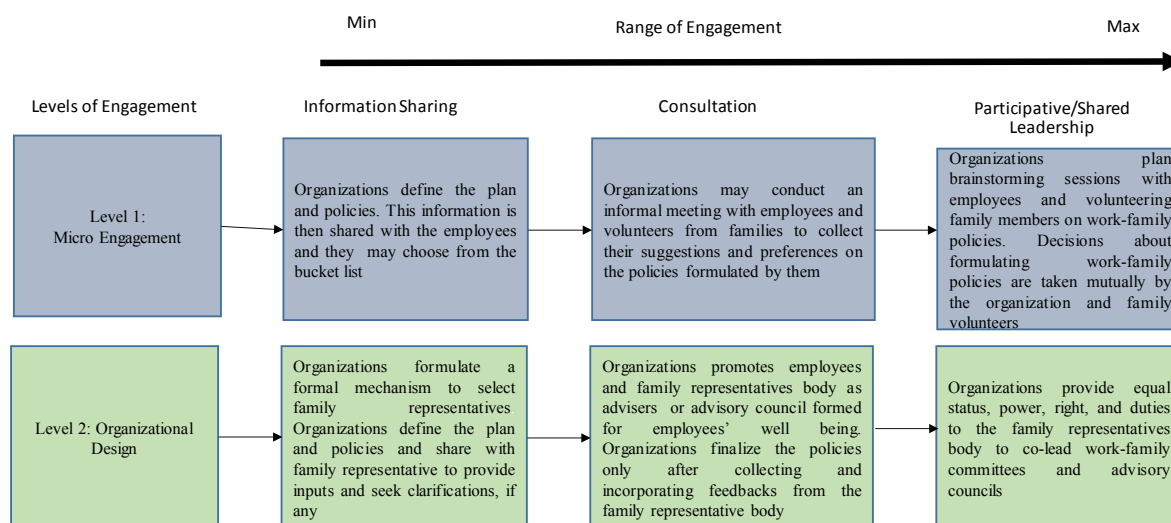 Min
Range of Engagement
Max
Levels of Engagement
Information Sharing
Consultation
Participative/Shared
Leadership
Level 1:
Micro Engagement
Organizations define the plan
and policies. This information is
then shared with the employees
and they may choose from the
bucket list
Organizations may conduct an
informal meeting with employees and
volunteers from families to collect
their suggestions and preferences on
the policies formulated by them
Organizations plan
brainstorming sessions with
employees and volunteering
family members on work-family
policies. Decisions about
formulating work-family
policies are taken mutually by
the organization and family
volunteers
Level 2: Organizational
Design
Organizations formulate a
formal mechanism to select
family representatives
Organizations define the plan
and policies and share with
family representative to provide
inputs and seek clarifications, if
any
Organizations promotes employees
and family representatives body as
advisers or advisory council formed
for employees’ well being.
Organizations finalize the policies
only after collecting and
incorporating feedbacks from the
family representative body
Organizations provide equal
status, power, right, and duties
to the family representatives
body to co-lead work-family
committees and advisory
councils